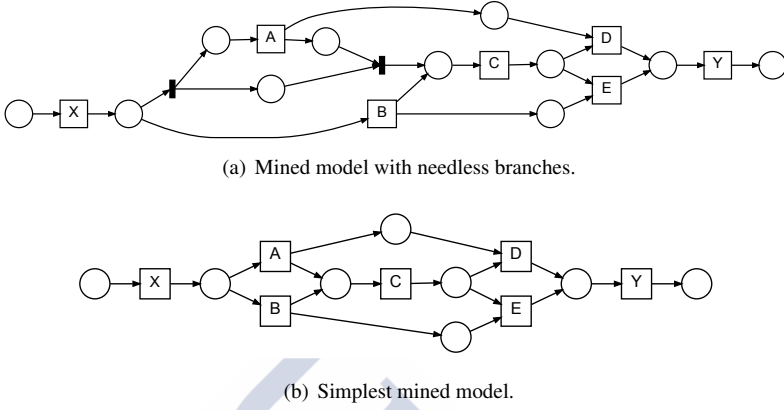 A
D
X
C
Y
B
E
(a) Mined model with needless branches.
A
D
X
C
Y
B
E
(b) Simplest mined model.